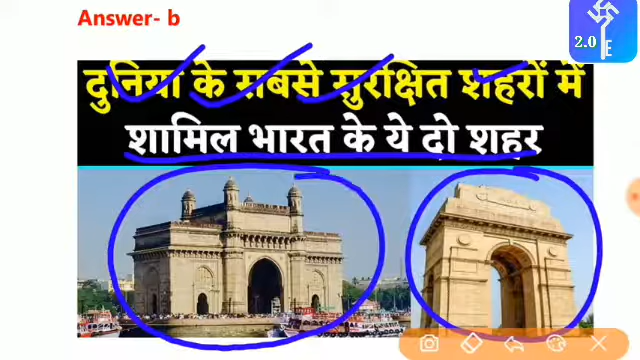 Answer- b
2.0
E
दुनिया के सबसे सुरक्षित शहरों में
शामिल भारत के ये दो शहर